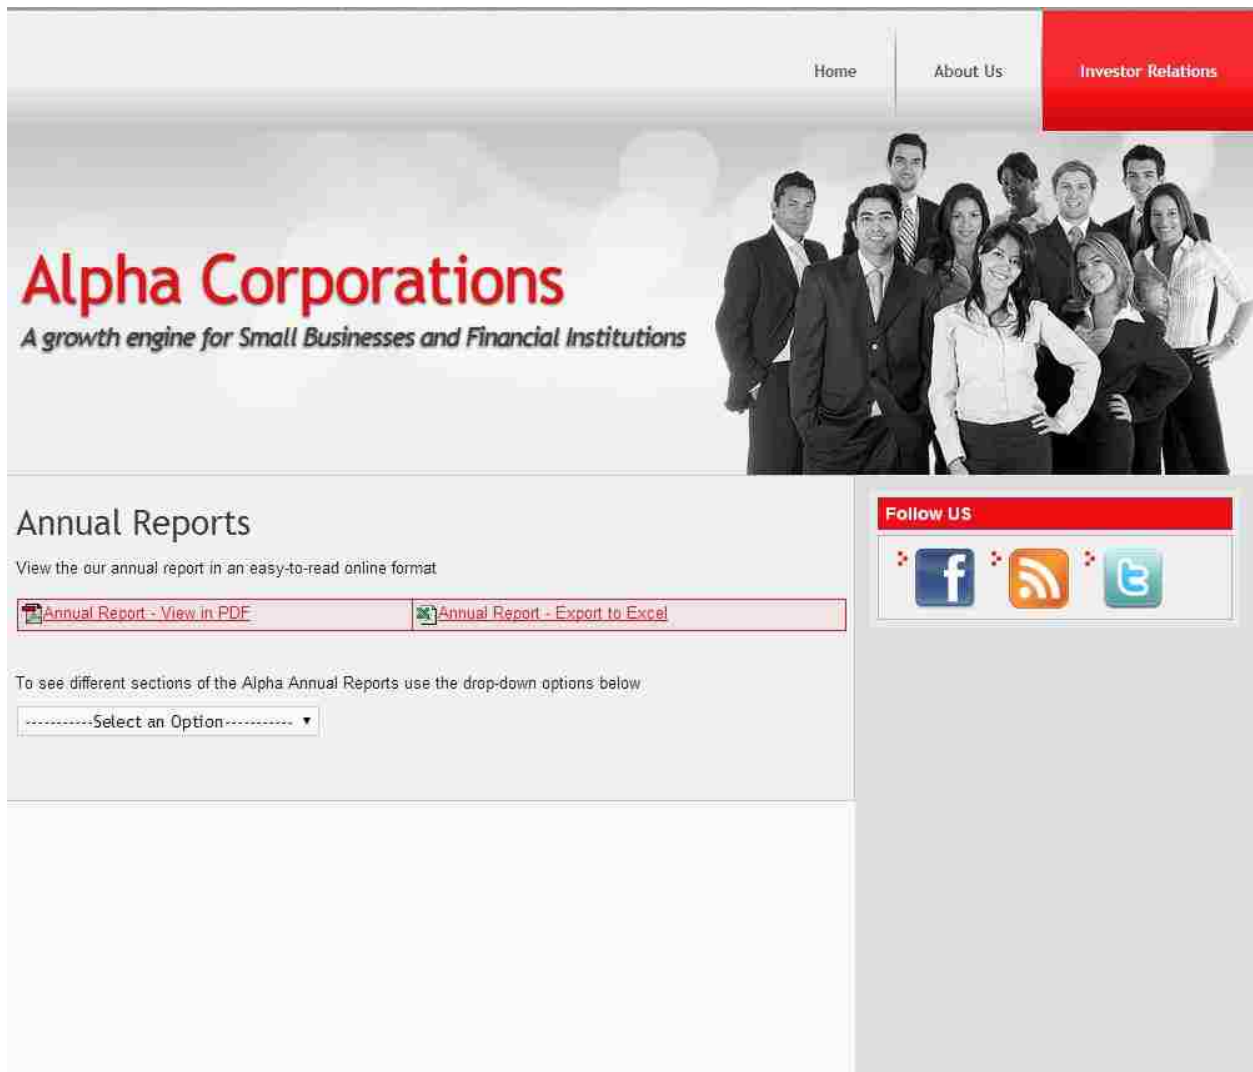 Home
About Us
Investor Relations
Alpha Corporations
A growth engine for Small Businesses and Financial Institutions
Annual Reports
View the our annual report in an easy-to-read online format
Annual Report - View in PDF
Annual Report - Export to Excel
To see different sections of the Alpha Annual Reports use the drop-down options below
-----------Select an Option-----------
Follow US